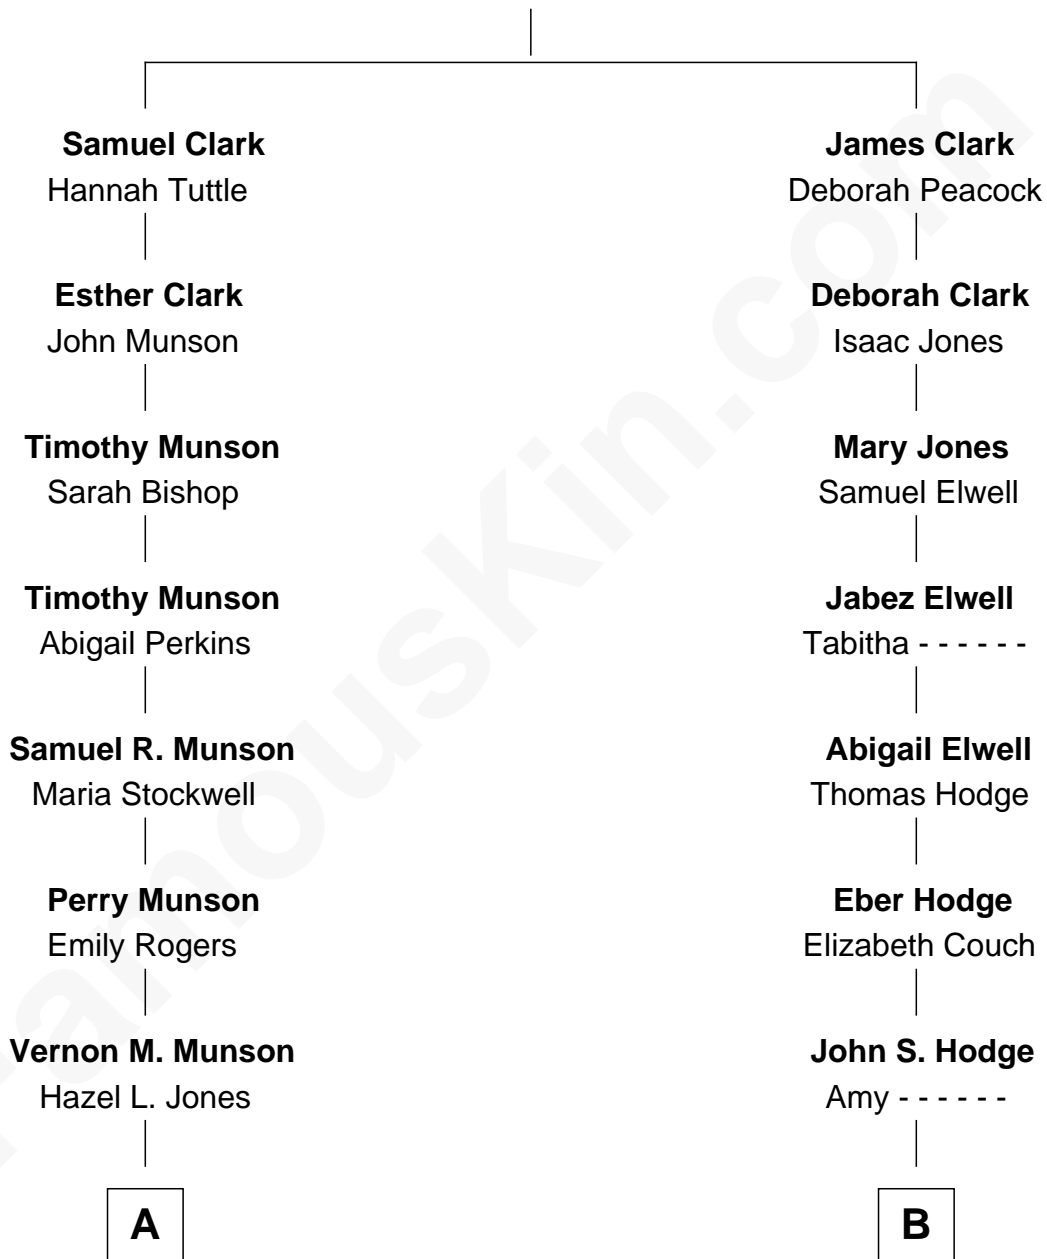 Samuel Clark
Hannah Tuttle
James Clark
Deborah Peacock
Esther Clark
John Munson
Deborah Clark
Isaac Jones
Timothy Munson
Sarah Bishop
Mary Jones
Samuel Elwell
Timothy Munson
Abigail Perkins
Jabez Elwell
Tabitha - - - - - -
Samuel R. Munson
Maria Stockwell
Abigail Elwell
Thomas Hodge
Perry Munson
Emily Rogers
Eber Hodge
Elizabeth Couch
Vernon M. Munson
Hazel L. Jones
John S. Hodge
Amy - - - - - -
A
B
FamousKin.com